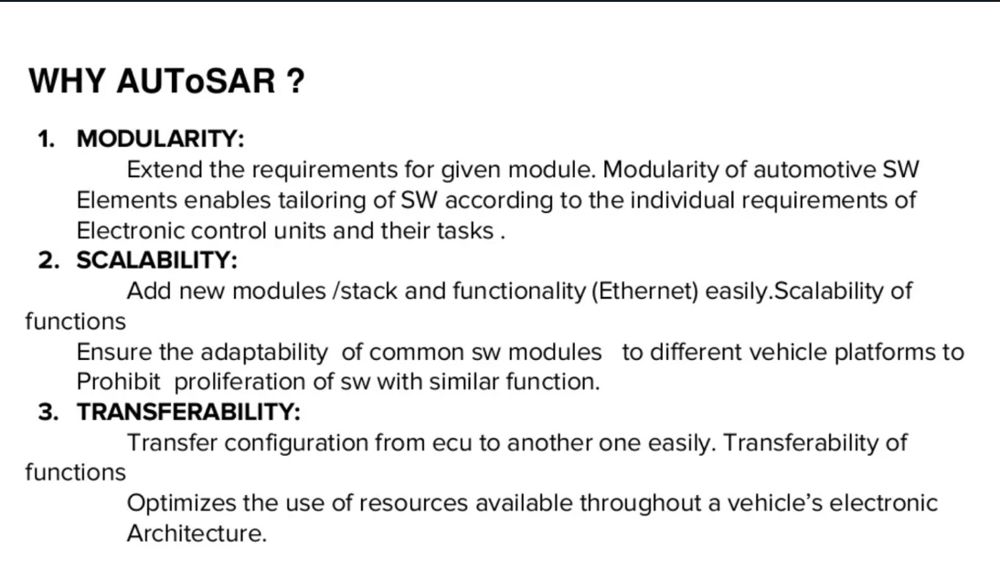 WHY AUToSAR ?
1. MODULARITY:
Extend the requirements for given module. Modularity of automotive SW
Elements enables tailoring of SW according to the individual requirements of
Electronic control units and their tasks .
2. SCALABILITY:
Add new modules /stack and functionality (Ethernet) easily.Scalability of
functions
Ensure the adaptability of common sw modules to different vehicle platforms to
Prohibit proliferation of sw with similar function.
3. TRANSFERABILITY:
Transfer configuration from ecu to another one easily. Transferability of
functions
Optimizes the use of resources available throughout a vehicle’s electronic
Architecture.